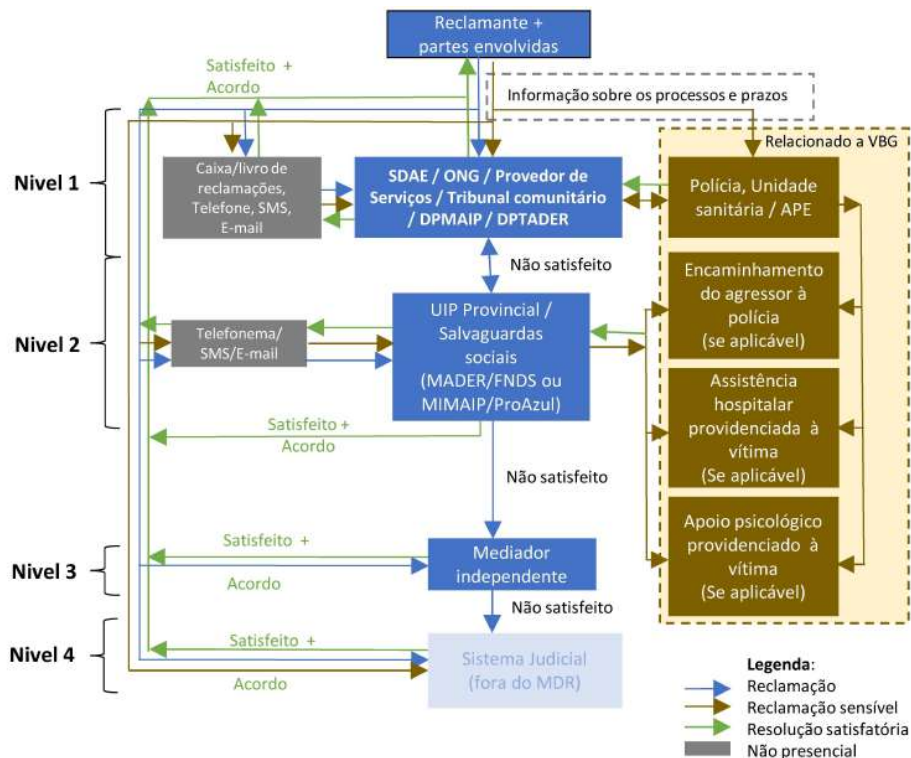 Reclamante +
partes envolvidas
Satisfeito +
Acordo
Informação sobre os processos e prazos
Relacionado a VBG
Nivel 1
Caixa/livro de
reclamações,
Telefone, SMS,
E-mail
SDAE / ONG / Provedor de
Serviços / Tribunal comunitário
/ DPMAIP / DPTADER
Polícia, Unidade
sanitária / APE
Não satisfeito
Nivel 2
Telefonema/
SMS/E-mail
UIP Provincial /
Salvaguardas
sociais
(MADER/FNDS ou
MIMAIP/ProAzul)
Encaminhamento
do agressor à
polícia
(se aplicável)
Assistência
hospitalar
providenciada à
vítima
(Se aplicável)
Satisfeito +
Acordo
Não satisfeito
Apoio psicológico
providenciado à
vítima
(Se aplicável)
Nivel 3
Satisfeito +
Acordo
Mediador
independente
Não satisfeito
Nivel 4
Satisfeito +
Acordo
Sistema Judicial
(fora do MDR)
Legenda:
Reclamação
Reclamação sensível
Resolução satisfatória
Não presencial